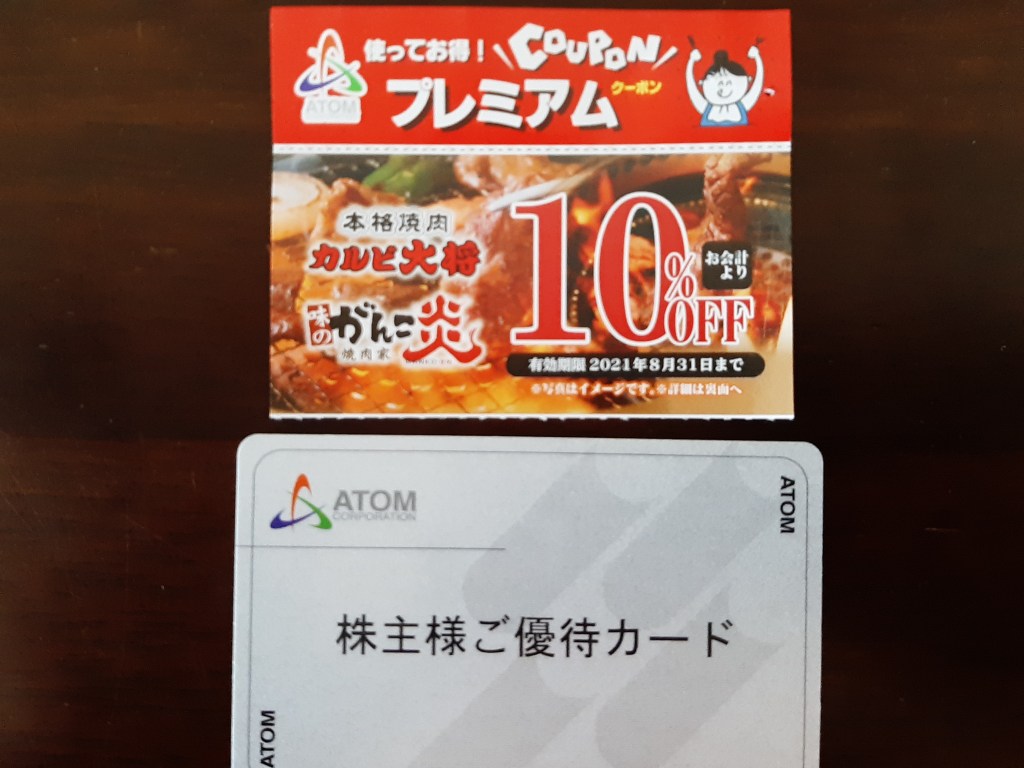 使ってお得!
COUPON
プレミアム
クーポン
ATOM
本格焼肉
カルビ大将
味のがんこ炎
焼肉家
10%OFF
お会計
より
有効期限 2021年8月31日まで
※写真はイメージです。※詳細は裏面へ
ATOM
CORPORATION
ATOM
株主様ご優待カード
ATOM